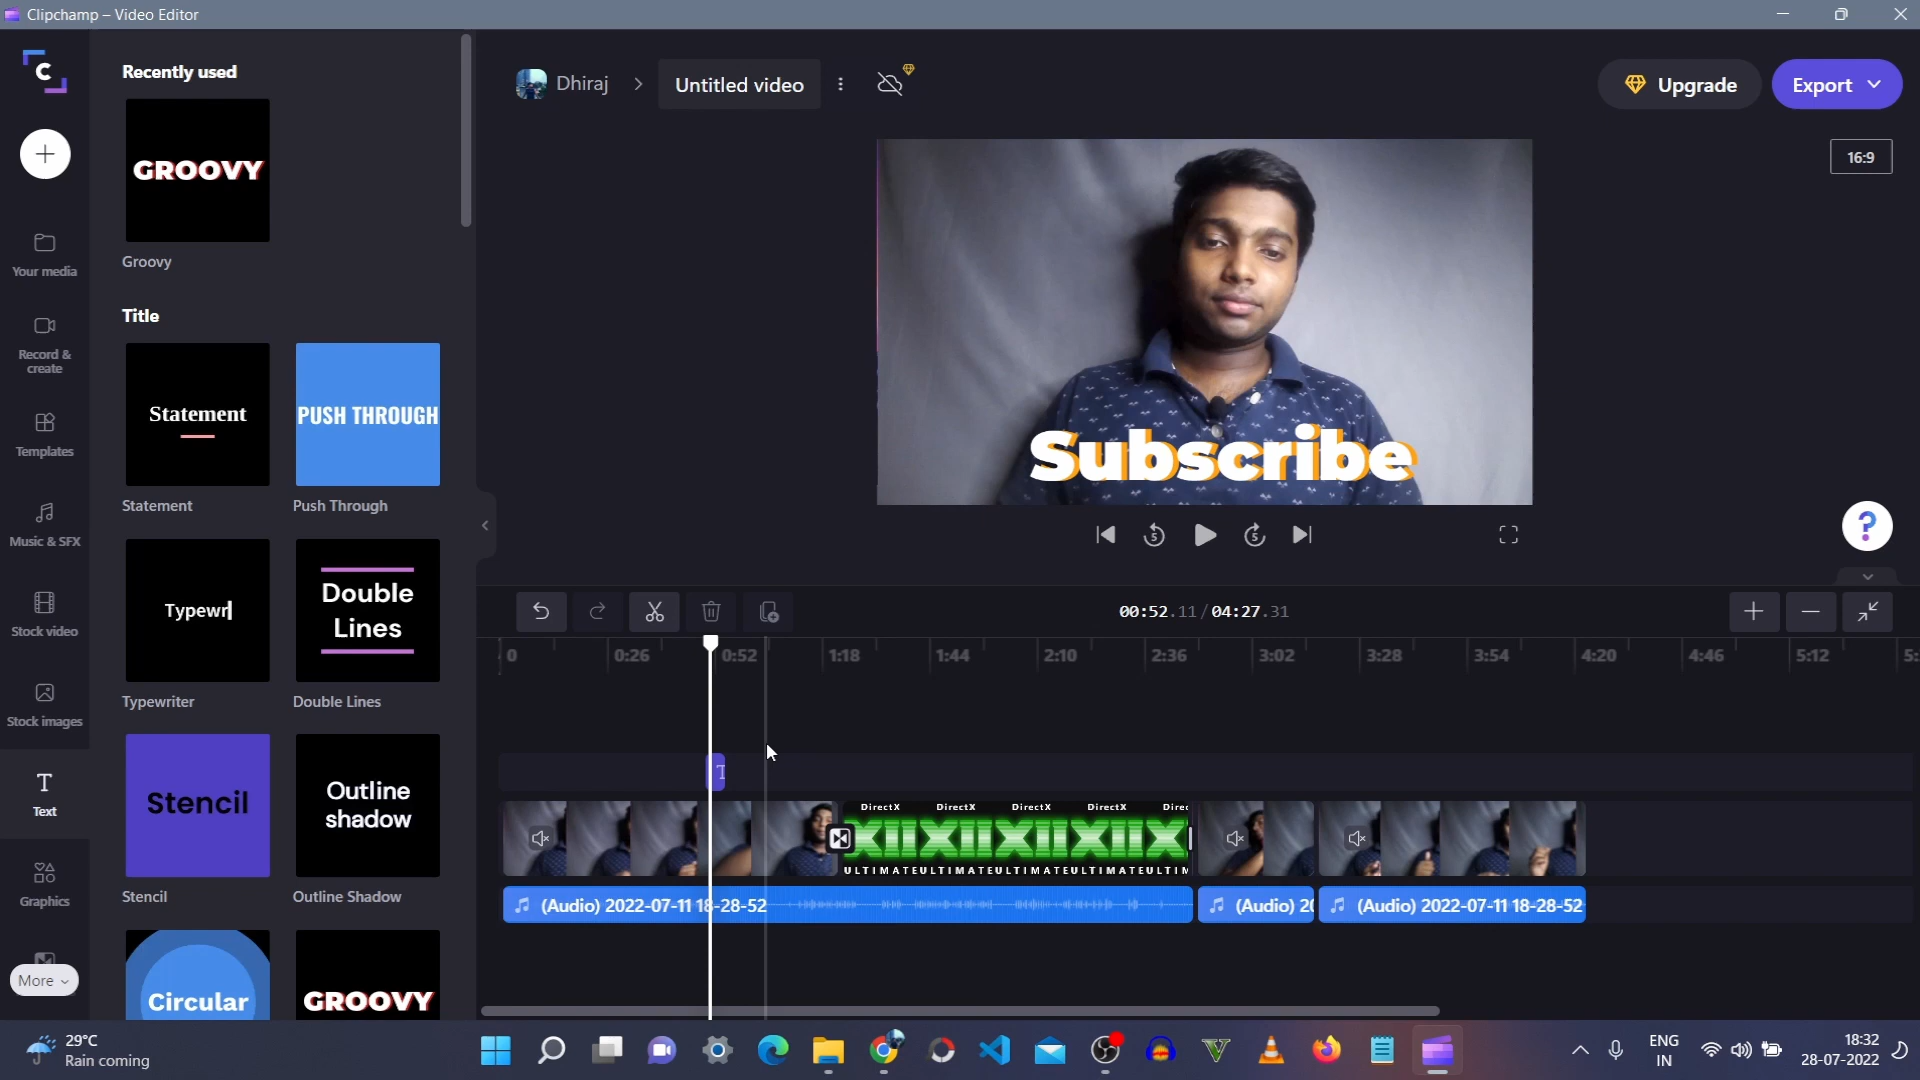 Clipchamp – Video Editor
Recently used
GROOVY
Groovy
Title
Statement
PUSH THROUGH
Statement
Push Through
Typewr
Double
Lines
Typewriter
Double Lines
Stencil
Outline
shadow
Stencil
Outline Shadow
Circular
GROOVY
Your media
Record &
create
Templates
Music & SFX
Stock video
Stock images
T
Text
Graphics
More
Dhiraj
Untitled video
Upgrade
Export
16:9
Subscribe
5
5
?
00:52.11 / 04:27.31
0
0:26
0:52
1:18
1:44
2:10
2:36
3:02
3:28
3:54
4:20
4:46
5:12
5:
T
DirectX DirectX DirectX DirectX Direc
XII XII XII XII X
ULTIMATEULTIMATEULTIMATEULTIMATEULTIM
(Audio) 2022-07-11 18-28-52
(Audio) 20
(Audio) 2022-07-11 18-28-52
29°C
Rain coming
ENG
IN
18:32
28-07-2022